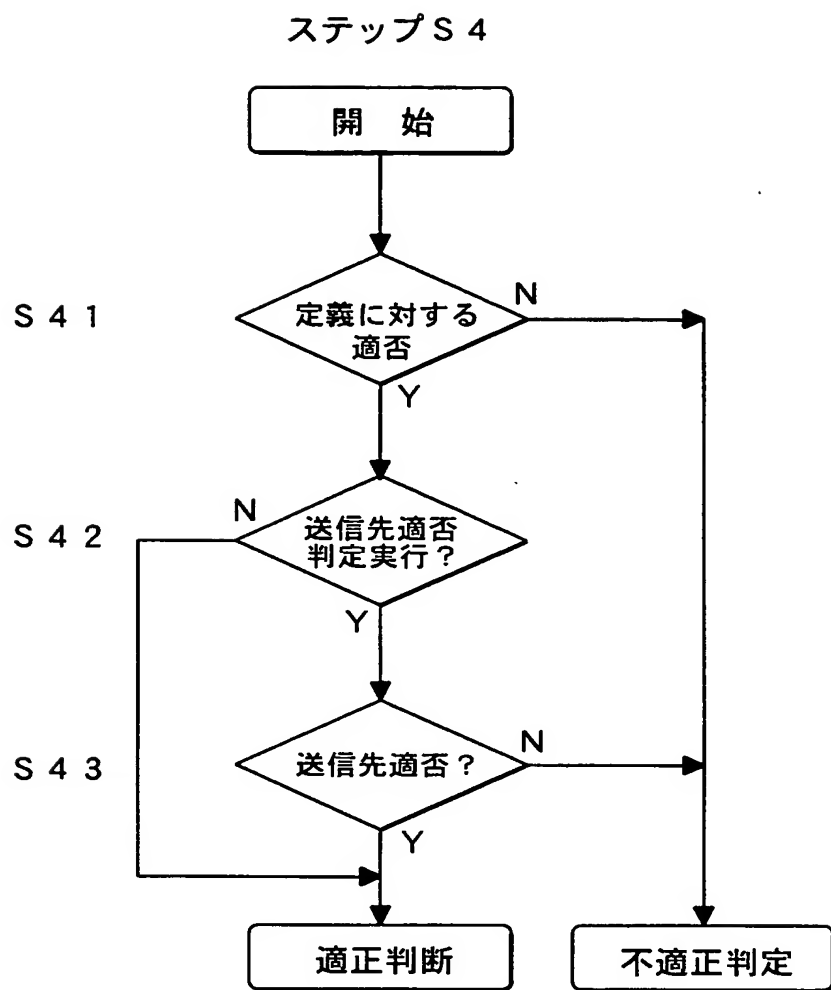 ステップS4
開 始
S41
定義に対する
適否
N
Y
S42
N
送信先適否
判定実行?
Y
S43
送信先適否?
N
Y
適正判断
不適正判定